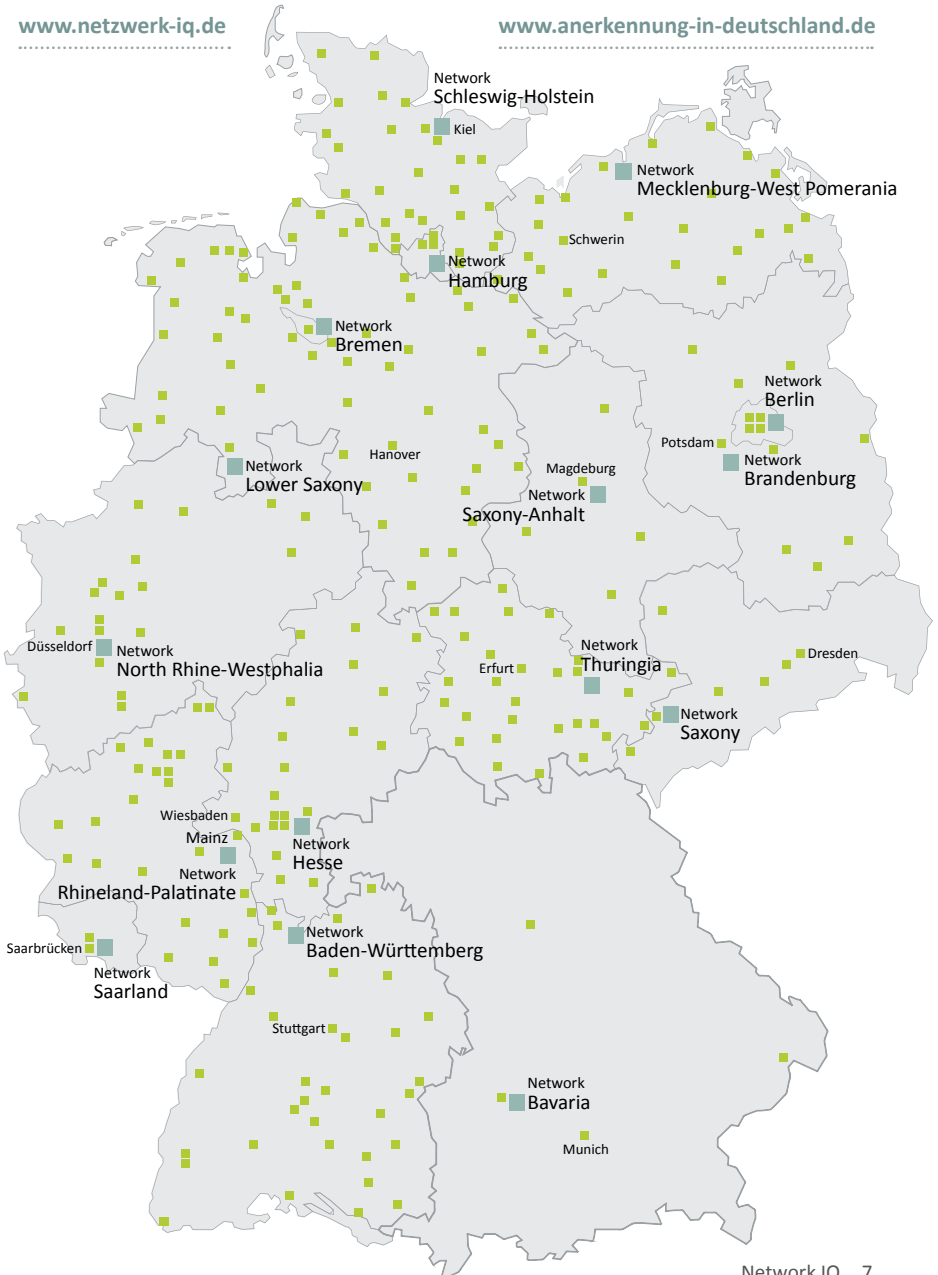 www.netzwerk-iq.de
www.anerkennung-in-deutschland.de
Network
Schleswig-Holstein
Kiel
Network
Mecklenburg-West Pomerania
Schwerin
Network
Hamburg
Network
Bremen
Network
Berlin
Potsdam
Network
Brandenburg
Hanover
Network
Lower Saxony
Magdeburg
Network
Saxony-Anhalt
Düsseldorf
Network
North Rhine-Westphalia
Erfurt
Network
Thuringia
Dresden
Network
Saxony
Wiesbaden
Mainz
Network
Hesse
Network
Rhineland-Palatinate
Saarbrücken
Network
Saarland
Network
Baden-Württemberg
Stuttgart
Network
Bavaria
Munich
Network IQ 7